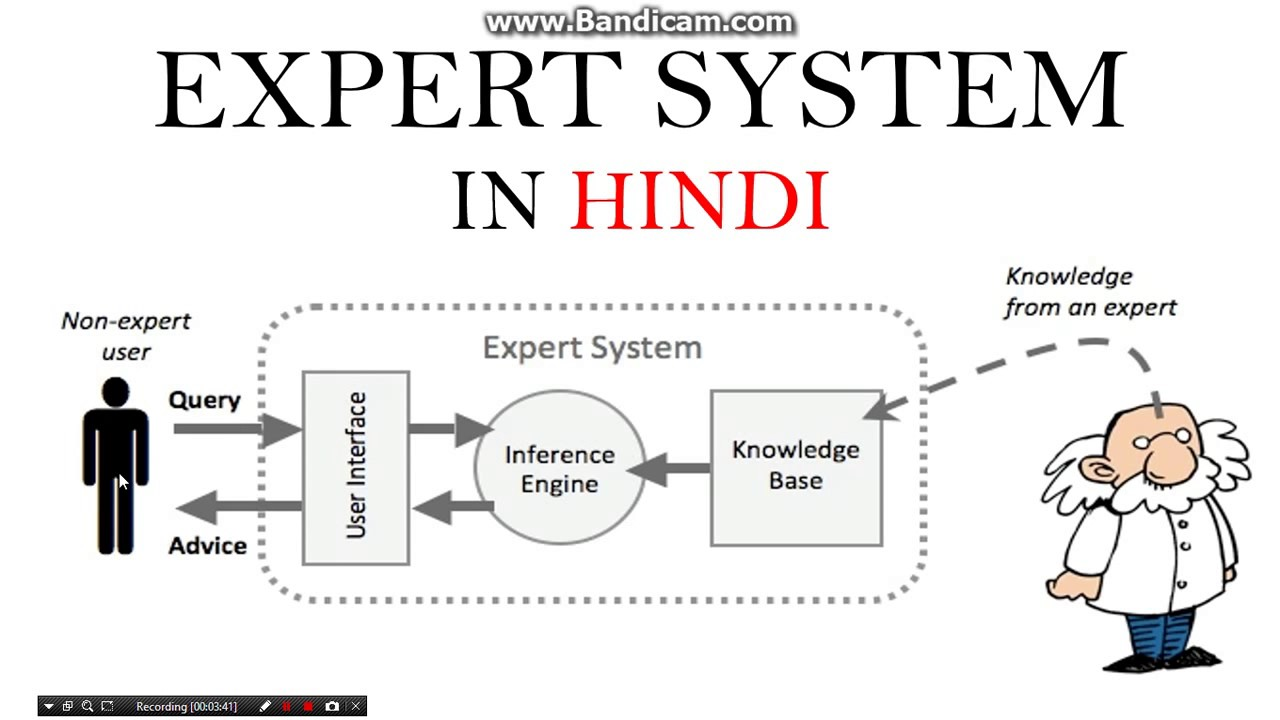 www.Bandicam.com
EXPERT SYSTEM
IN HINDI
Knowledge
from an expert
Non-expert
user
Expert System
Query
User Interface
Inference
Engine
Knowledge
Base
Advice
Recording [00:03:41]